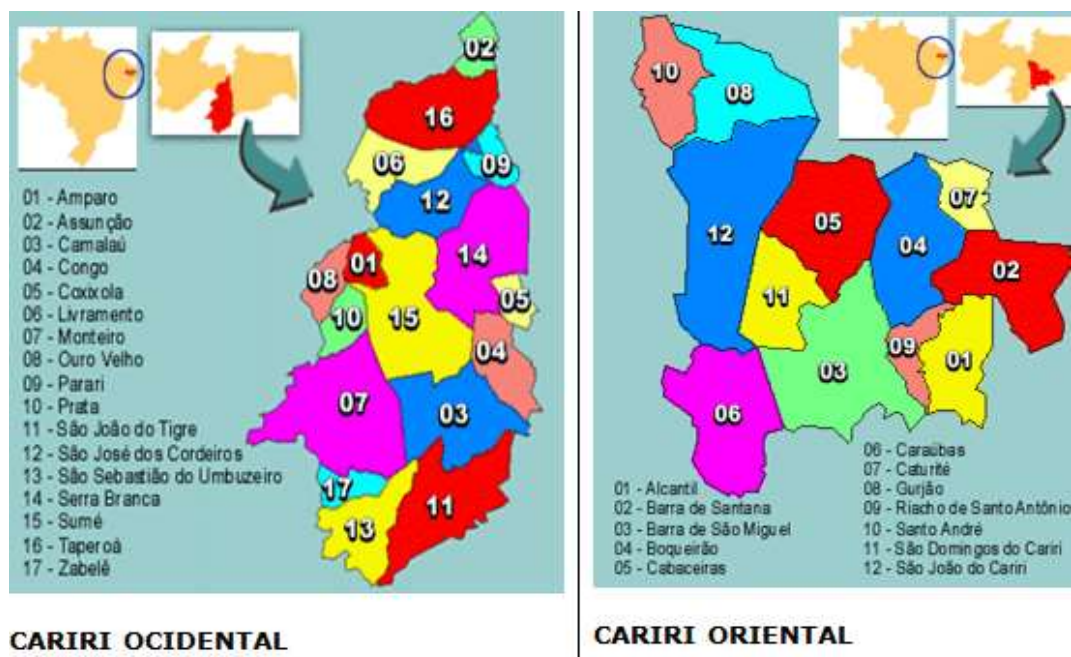 01 - Amparo
02 - Assunção
03 - Camalaú
04 - Congo
05 - Coxixola
06 - Livramento
07 - Monteiro
08 - Ouro Velho
09 - Parari
10 - Prata
11 - São João do Tigre
12 - São José dos Cordeiros
13 - São Sebastião do Umbuzeiro
14 - Serra Branca
15 - Sumé
16 - Taperoá
17 - Zabelê
02
16
06
09
12
14
01
08
05
10
15
04
07
03
17
11
13
CARIRI OCIDENTAL
10
08
07
05
12
04
02
11
09
01
03
06
01 - Alcantil
02 - Barra de Santana
03 - Barra de São Miguel
04 - Boqueirão
05 - Cabaceiras
06 - Caraúbas
07 - Caturité
08 - Gurjão
09 - Riacho de Santo Antônio
10 - Santo André
11 - São Domingos do Cariri
12 - São João do Cariri
CARIRI ORIENTAL